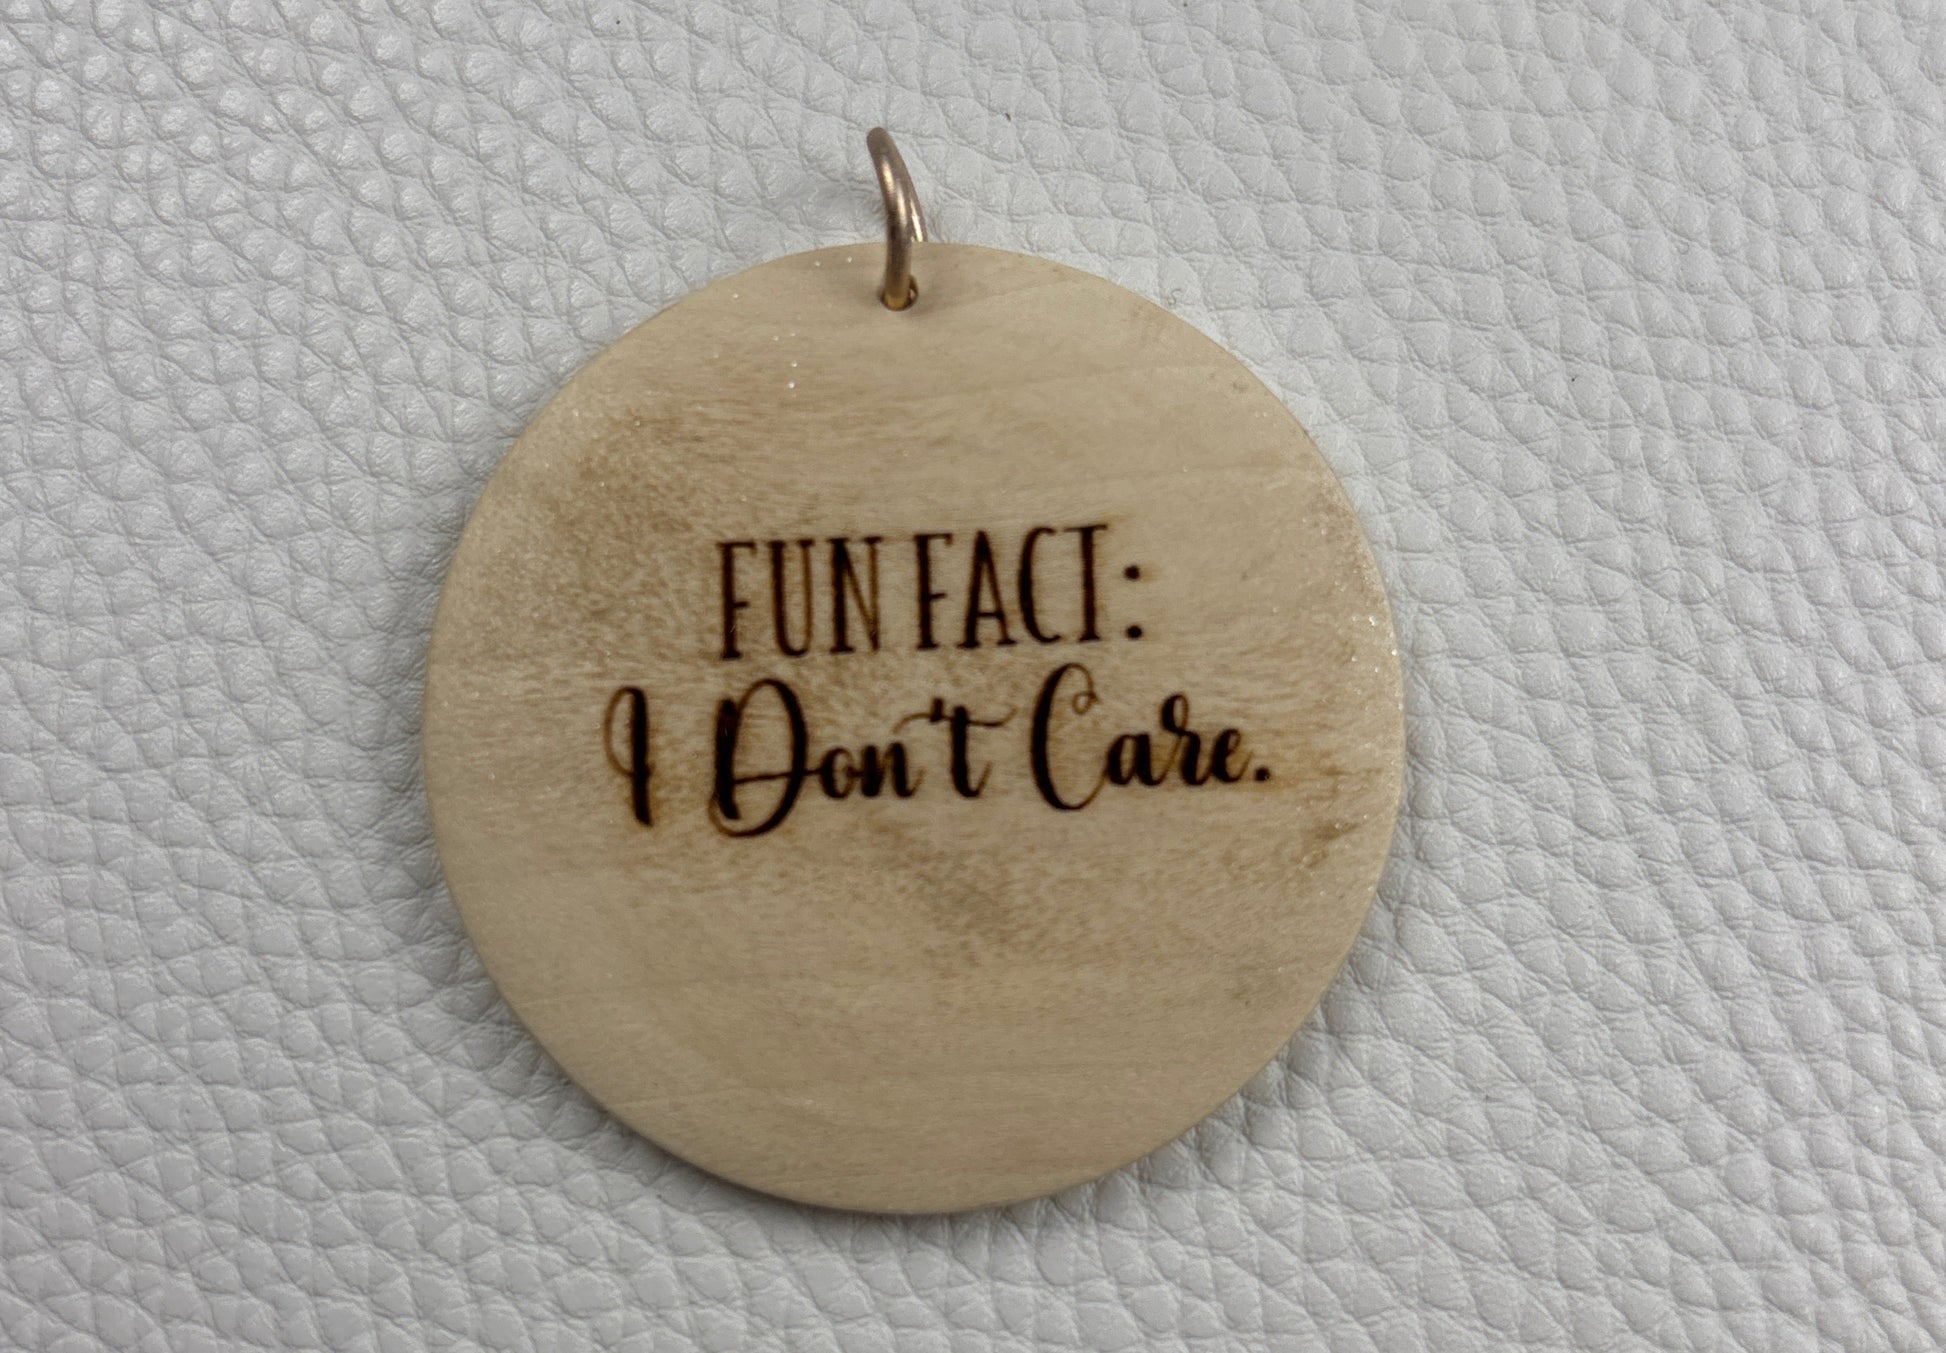 FUN FACT:
I Don't Care.